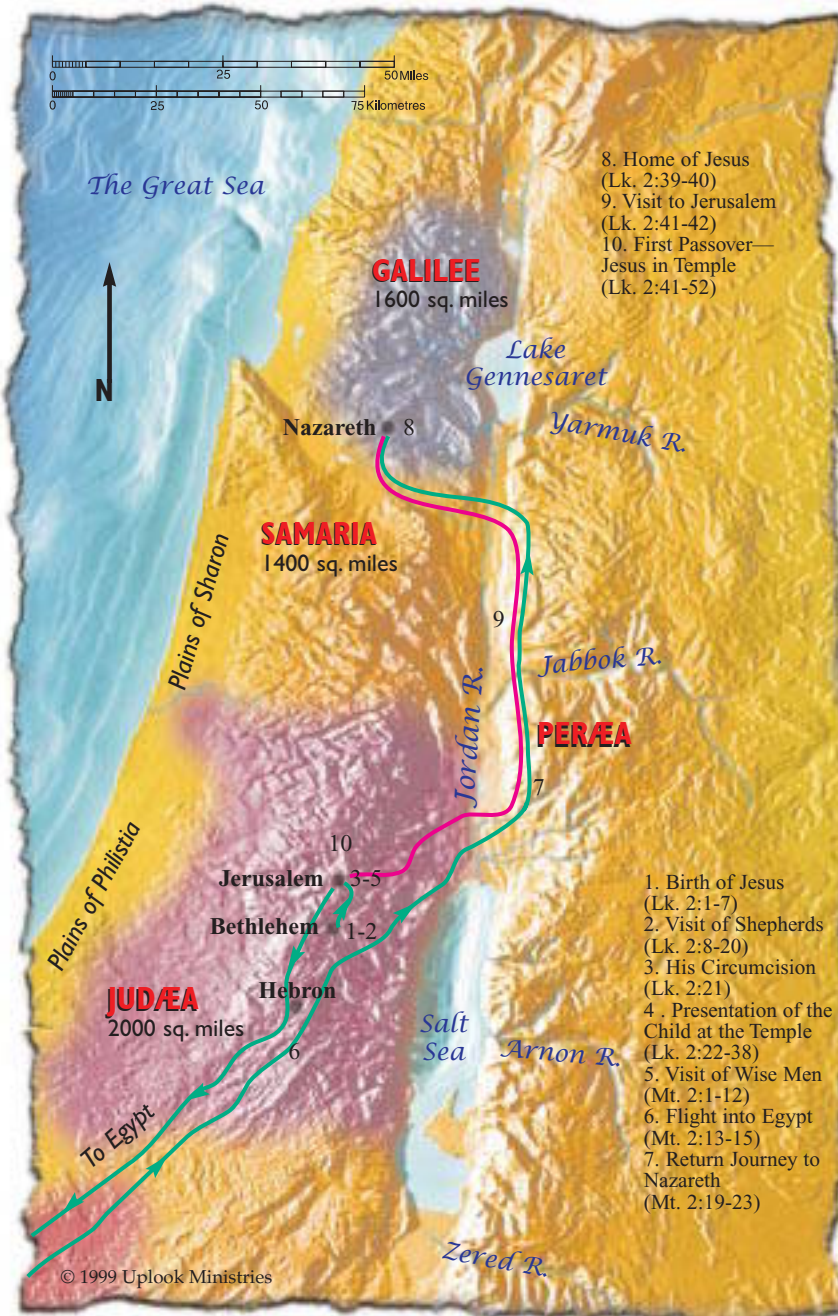 0 25 50 Miles
0 25 50 75 Kilometres
The Great Sea
8. Home of Jesus
(Lk. 2:39-40)
9. Visit to Jerusalem
(Lk. 2:41-42)
10. First Passover—
Jesus in Temple
(Lk. 2:41-52)
GALILEE
1600 sq. miles
N
Lake
Gennesaret
Nazareth 8
Yarmuk R.
SAMARIA
1400 sq. miles
Plains of Sharon
9
Jabbok R.
Jordan R.
PERÆA
7
Plains of Philistia
10
Jerusalem 3-5
Bethlehem 1-2
Hebron
JUDÆA
2000 sq. miles
6
Salt
Sea
Arnon R.
To Egypt
Zered R.
1. Birth of Jesus
(Lk. 2:1-7)
2. Visit of Shepherds
(Lk. 2:8-20)
3. His Circumcision
(Lk. 2:21)
4 . Presentation of the
Child at the Temple
(Lk. 2:22-38)
5. Visit of Wise Men
(Mt. 2:1-12)
6. Flight into Egypt
(Mt. 2:13-15)
7. Return Journey to
Nazareth
(Mt. 2:19-23)
© 1999 Uplook Ministries